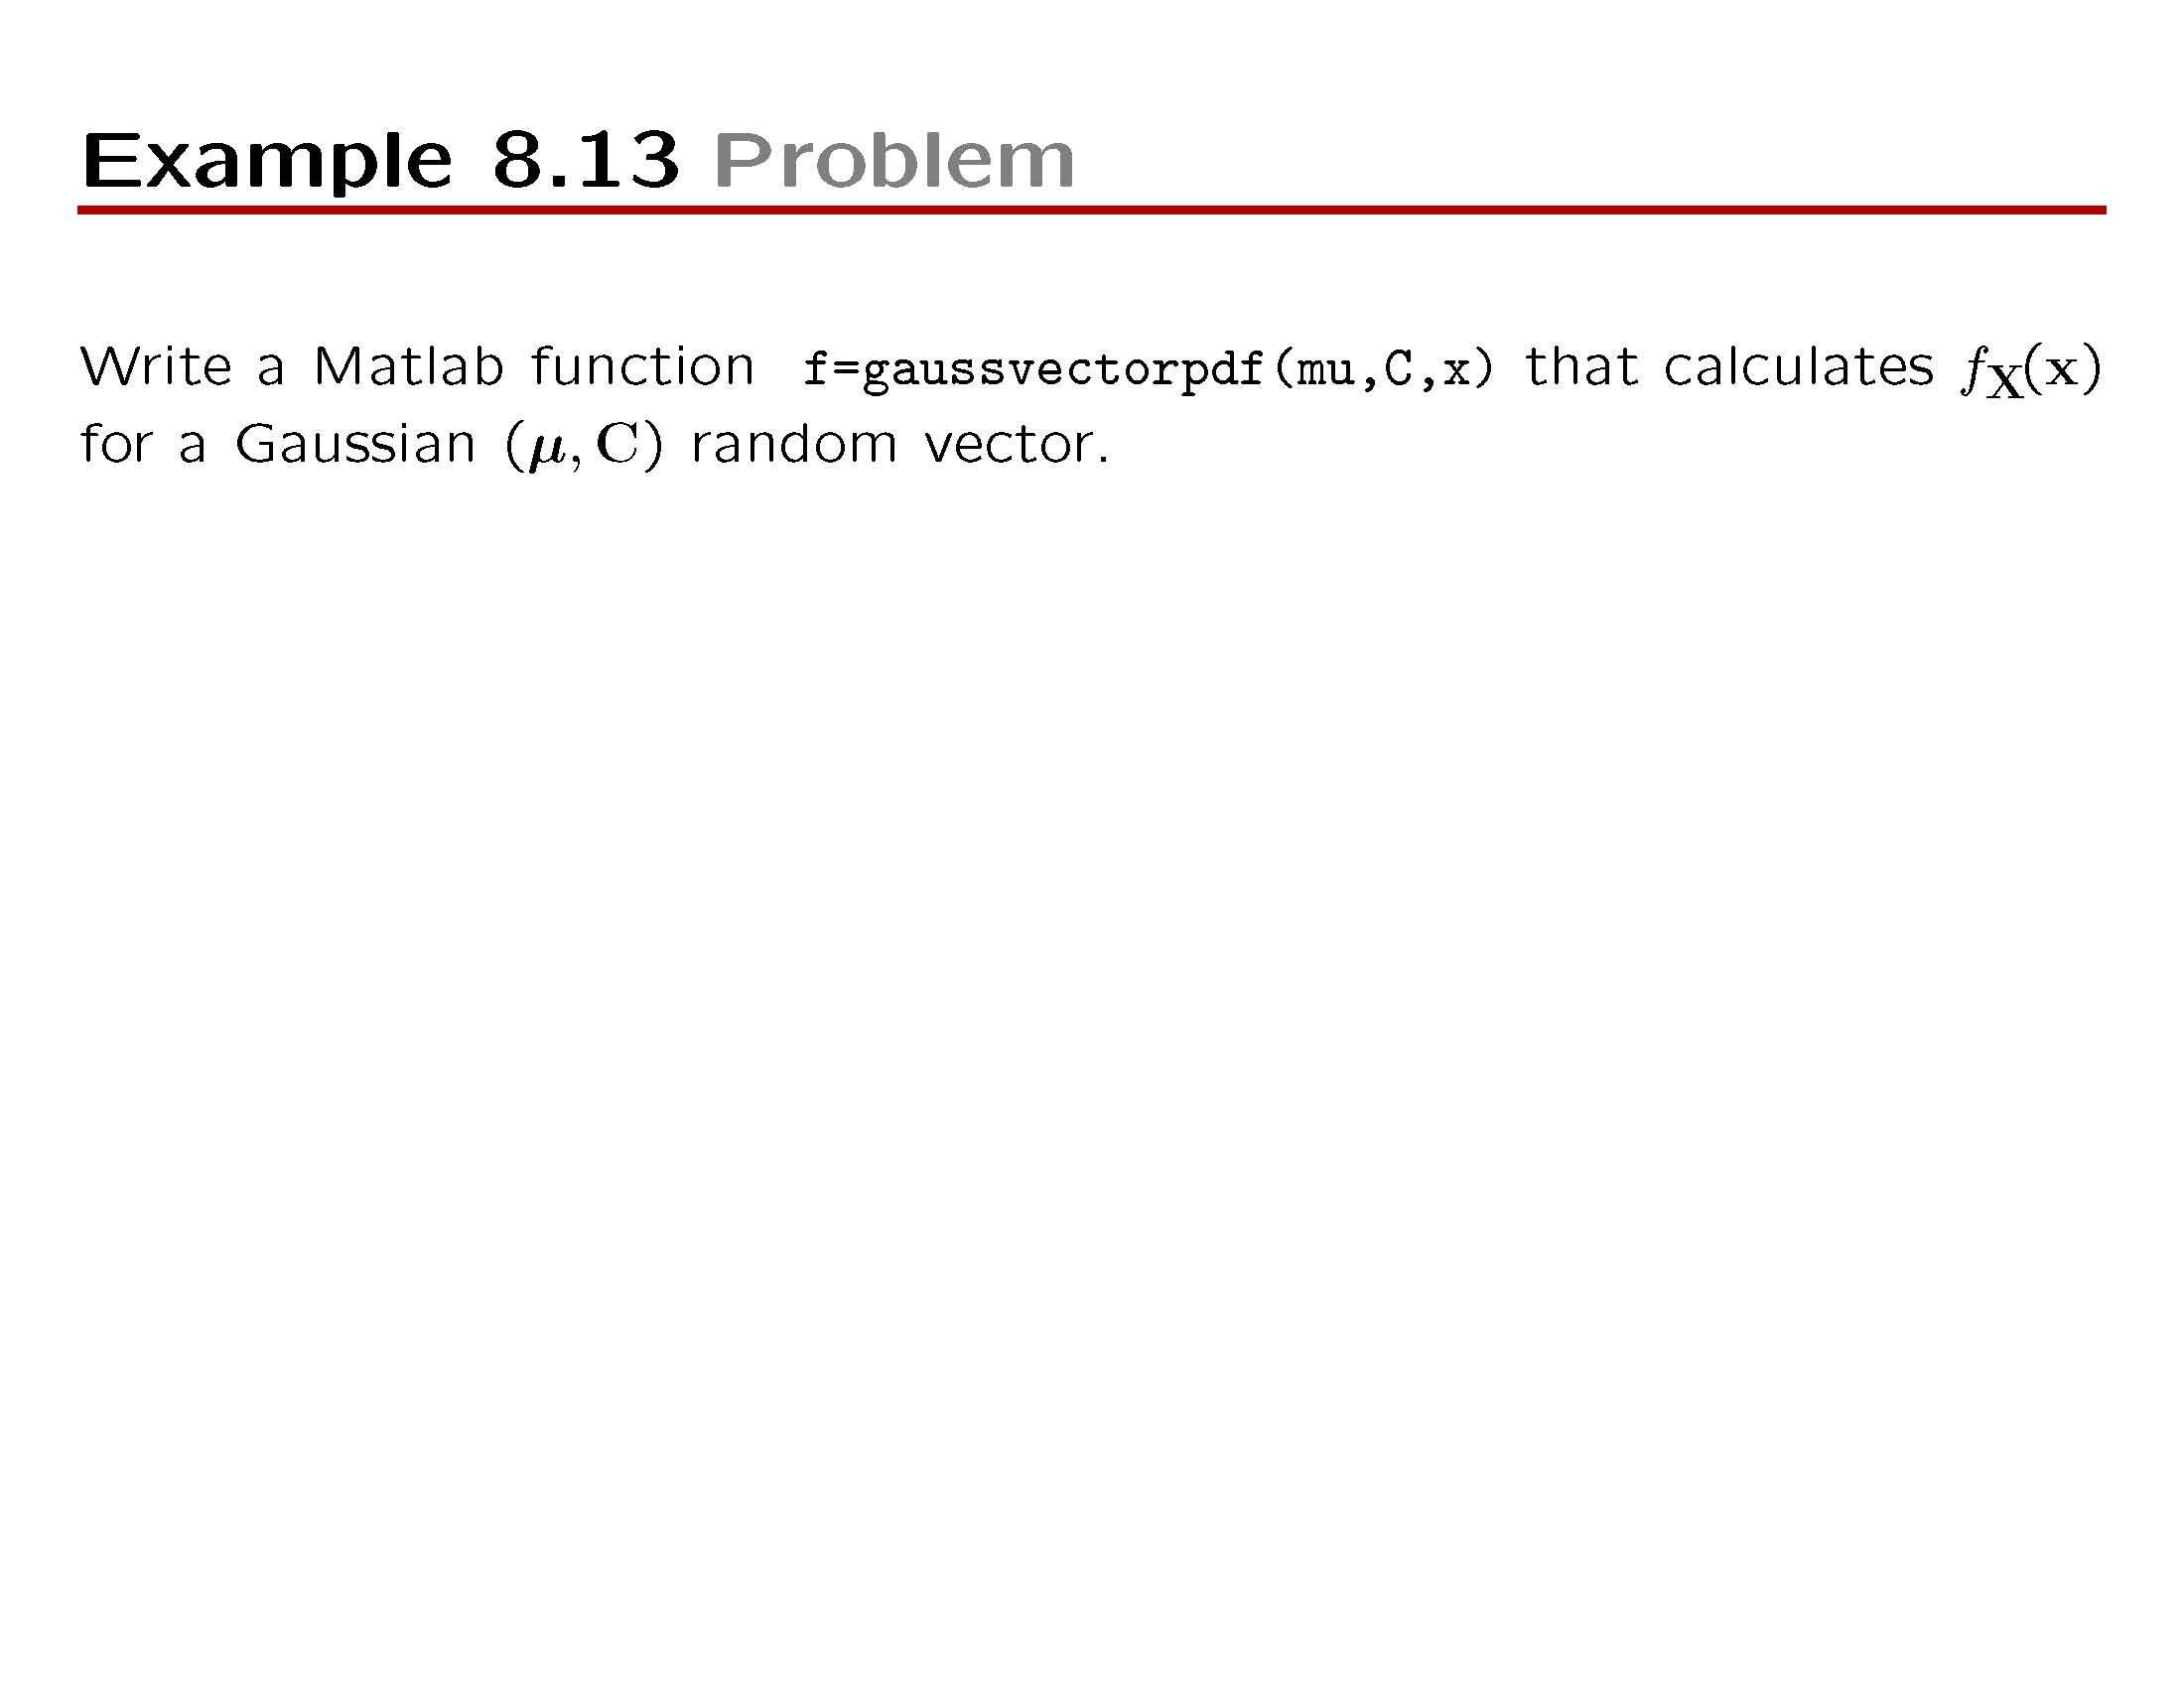 Example 8.13 Problem
Write a Matlab function f=gaussvectorpdf(mu,C,x) that calculates f𝐗(𝐱)
for a Gaussian (𝝁, 𝐂) random vector.